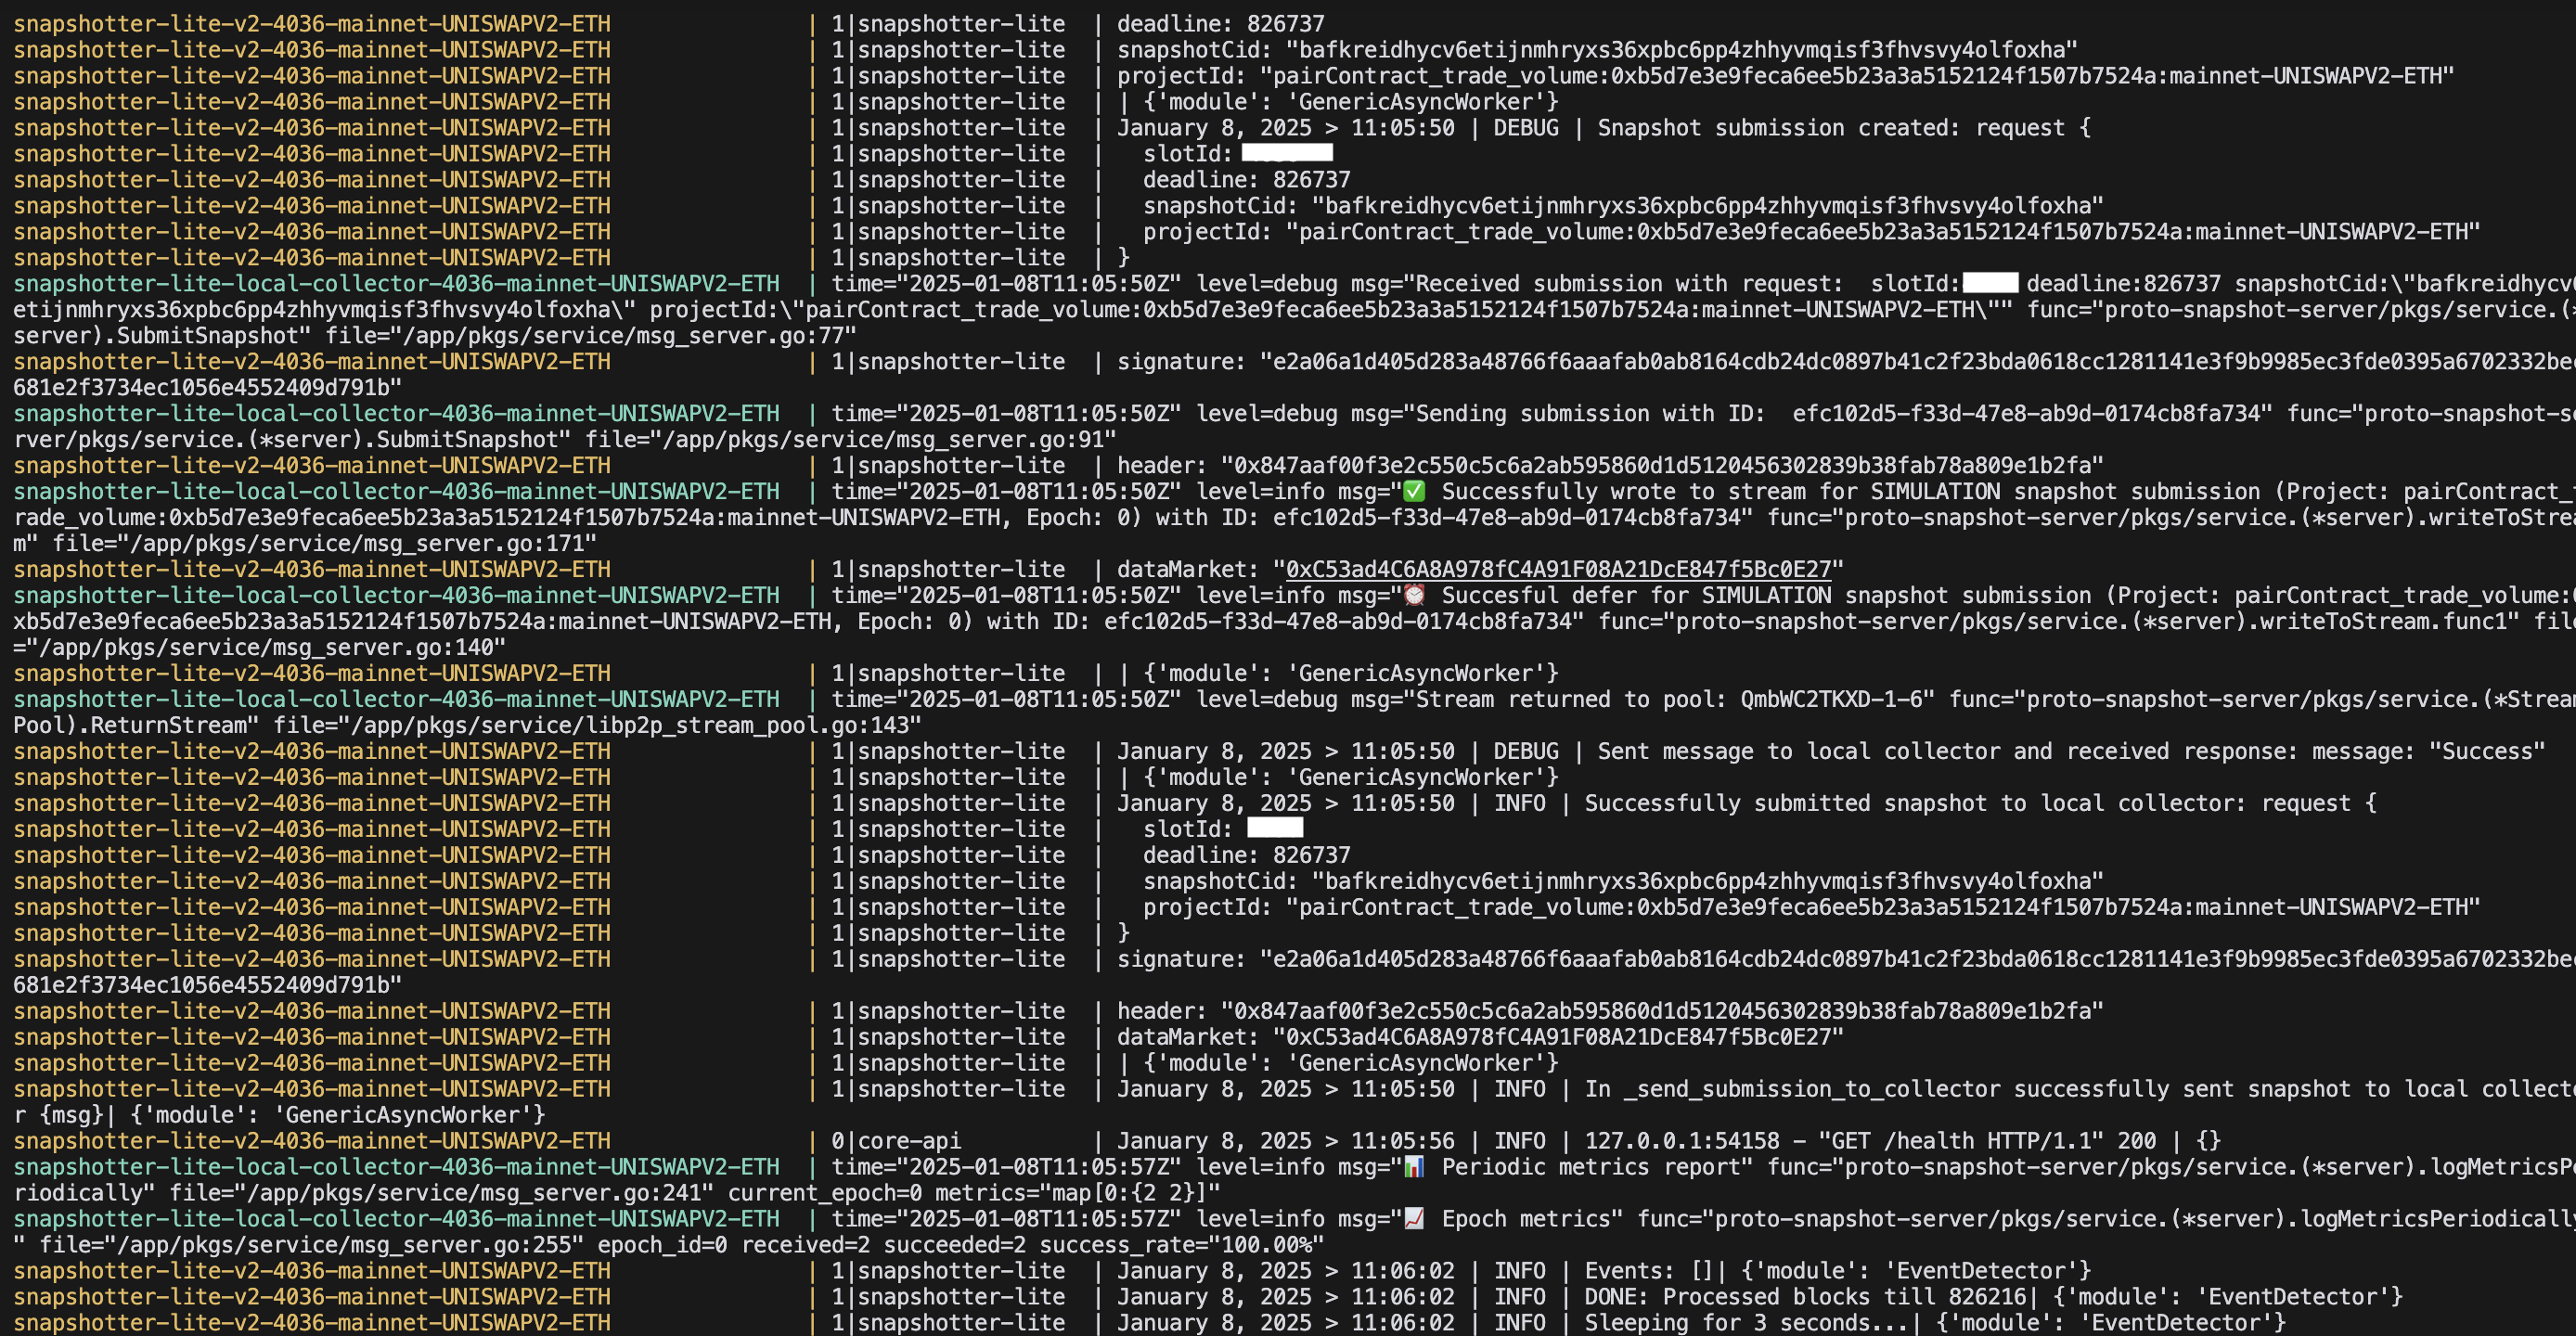 snapshotter-lite-v2-4036-mainnet-UNISWAPV2-ETH | 1|snapshotter-lite | deadline: 826737
snapshotter-lite-v2-4036-mainnet-UNISWAPV2-ETH | 1|snapshotter-lite | snapshotCid: "bafkreidhycv6etijnmhryxs36xpbc6pp4zhhyvmqisf3fhvsvy4olfoxha"
snapshotter-lite-v2-4036-mainnet-UNISWAPV2-ETH | 1|snapshotter-lite | projectId: "pairContract_trade_volume:0xb5d7e3e9feca6ee5b23a3a5152124f1507b7524a:mainnet-UNISWAPV2-ETH"
snapshotter-lite-v2-4036-mainnet-UNISWAPV2-ETH | 1|snapshotter-lite | | {'module': 'GenericAsyncWorker'}
snapshotter-lite-v2-4036-mainnet-UNISWAPV2-ETH | 1|snapshotter-lite | January 8, 2025 > 11:05:50 | DEBUG | Snapshot submission created: request {
snapshotter-lite-v2-4036-mainnet-UNISWAPV2-ETH | 1|snapshotter-lite | slotId:
snapshotter-lite-v2-4036-mainnet-UNISWAPV2-ETH | 1|snapshotter-lite | deadline: 826737
snapshotter-lite-v2-4036-mainnet-UNISWAPV2-ETH | 1|snapshotter-lite | snapshotCid: "bafkreidhycv6etijnmhryxs36xpbc6pp4zhhyvmqisf3fhvsvy4olfoxha"
snapshotter-lite-v2-4036-mainnet-UNISWAPV2-ETH | 1|snapshotter-lite | projectId: "pairContract_trade_volume:0xb5d7e3e9feca6ee5b23a3a5152124f1507b7524a:mainnet-UNISWAPV2-ETH"
snapshotter-lite-v2-4036-mainnet-UNISWAPV2-ETH | 1|snapshotter-lite | }
snapshotter-lite-local-collector-4036-mainnet-UNISWAPV2-ETH | time="2025-01-08T11:05:50Z" level=debug msg="Received submission with request: slotId: deadline:826737 snapshotCid:\"bafkreidhycv6
etijnmhryxs36xpbc6pp4zhhyvmqisf3fhvsvy4olfoxha\" projectId:\"pairContract_trade_volume:0xb5d7e3e9feca6ee5b23a3a5152124f1507b7524a:mainnet-UNISWAPV2-ETH\"" func="proto-snapshot-server/pkgs/service.(*
server).SubmitSnapshot" file="/app/pkgs/service/msg_server.go:77"
snapshotter-lite-v2-4036-mainnet-UNISWAPV2-ETH | 1|snapshotter-lite | signature: "e2a06a1d405d283a48766f6aaafab0ab8164cdb24dc0897b41c2f23bda0618cc1281141e3f9b9985ec3fde0395a6702332be
681e2f3734ec1056e4552409d791b"
snapshotter-lite-local-collector-4036-mainnet-UNISWAPV2-ETH | time="2025-01-08T11:05:50Z" level=debug msg="Sending submission with ID: efc102d5-f33d-47e8-ab9d-0174cb8fa734" func="proto-snapshot-se
rver/pkgs/service.(*server).SubmitSnapshot" file="/app/pkgs/service/msg_server.go:91"
snapshotter-lite-v2-4036-mainnet-UNISWAPV2-ETH | 1|snapshotter-lite | header: "0x847aaf00f3e2c550c5c6a2ab595860d1d5120456302839b38fab78a809e1b2fa"
snapshotter-lite-local-collector-4036-mainnet-UNISWAPV2-ETH | time="2025-01-08T11:05:50Z" level=info msg="✅ Successfully wrote to stream for SIMULATION snapshot submission (Project: pairContract_t
rade_volume:0xb5d7e3e9feca6ee5b23a3a5152124f1507b7524a:mainnet-UNISWAPV2-ETH, Epoch: 0) with ID: efc102d5-f33d-47e8-ab9d-0174cb8fa734" func="proto-snapshot-server/pkgs/service.(*server).writeToStrea
m" file="/app/pkgs/service/msg_server.go:171"
snapshotter-lite-v2-4036-mainnet-UNISWAPV2-ETH | 1|snapshotter-lite | dataMarket: "0xC53ad4C6A8A978fC4A91F08A21DcE847f5Bc0E27"
snapshotter-lite-local-collector-4036-mainnet-UNISWAPV2-ETH | time="2025-01-08T11:05:50Z" level=info msg="⏰ Succesful defer for SIMULATION snapshot submission (Project: pairContract_trade_volume:0
xb5d7e3e9feca6ee5b23a3a5152124f1507b7524a:mainnet-UNISWAPV2-ETH, Epoch: 0) with ID: efc102d5-f33d-47e8-ab9d-0174cb8fa734" func="proto-snapshot-server/pkgs/service.(*server).writeToStream.func1" file
="/app/pkgs/service/msg_server.go:140"
snapshotter-lite-v2-4036-mainnet-UNISWAPV2-ETH | 1|snapshotter-lite | | {'module': 'GenericAsyncWorker'}
snapshotter-lite-local-collector-4036-mainnet-UNISWAPV2-ETH | time="2025-01-08T11:05:50Z" level=debug msg="Stream returned to pool: QmbWC2TKXD-1-6" func="proto-snapshot-server/pkgs/service.(*Stream
Pool).ReturnStream" file="/app/pkgs/service/libp2p_stream_pool.go:143"
snapshotter-lite-v2-4036-mainnet-UNISWAPV2-ETH | 1|snapshotter-lite | January 8, 2025 > 11:05:50 | DEBUG | Sent message to local collector and received response: message: "Success"
snapshotter-lite-v2-4036-mainnet-UNISWAPV2-ETH | 1|snapshotter-lite | | {'module': 'GenericAsyncWorker'}
snapshotter-lite-v2-4036-mainnet-UNISWAPV2-ETH | 1|snapshotter-lite | January 8, 2025 > 11:05:50 | INFO | Successfully submitted snapshot to local collector: request {
snapshotter-lite-v2-4036-mainnet-UNISWAPV2-ETH | 1|snapshotter-lite | slotId:
snapshotter-lite-v2-4036-mainnet-UNISWAPV2-ETH | 1|snapshotter-lite | deadline: 826737
snapshotter-lite-v2-4036-mainnet-UNISWAPV2-ETH | 1|snapshotter-lite | snapshotCid: "bafkreidhycv6etijnmhryxs36xpbc6pp4zhhyvmqisf3fhvsvy4olfoxha"
snapshotter-lite-v2-4036-mainnet-UNISWAPV2-ETH | 1|snapshotter-lite | projectId: "pairContract_trade_volume:0xb5d7e3e9feca6ee5b23a3a5152124f1507b7524a:mainnet-UNISWAPV2-ETH"
snapshotter-lite-v2-4036-mainnet-UNISWAPV2-ETH | 1|snapshotter-lite | }
snapshotter-lite-v2-4036-mainnet-UNISWAPV2-ETH | 1|snapshotter-lite | signature: "e2a06a1d405d283a48766f6aaafab0ab8164cdb24dc0897b41c2f23bda0618cc1281141e3f9b9985ec3fde0395a6702332be
681e2f3734ec1056e4552409d791b"
snapshotter-lite-v2-4036-mainnet-UNISWAPV2-ETH | 1|snapshotter-lite | header: "0x847aaf00f3e2c550c5c6a2ab595860d1d5120456302839b38fab78a809e1b2fa"
snapshotter-lite-v2-4036-mainnet-UNISWAPV2-ETH | 1|snapshotter-lite | dataMarket: "0xC53ad4C6A8A978fC4A91F08A21DcE847f5Bc0E27"
snapshotter-lite-v2-4036-mainnet-UNISWAPV2-ETH | 1|snapshotter-lite | | {'module': 'GenericAsyncWorker'}
snapshotter-lite-v2-4036-mainnet-UNISWAPV2-ETH | 1|snapshotter-lite | January 8, 2025 > 11:05:50 | INFO | In _send_submission_to_collector successfully sent snapshot to local collecto
r {msg}| {'module': 'GenericAsyncWorker'}
snapshotter-lite-v2-4036-mainnet-UNISWAPV2-ETH | 0|core-api | January 8, 2025 > 11:05:56 | INFO | 127.0.0.1:54158 - "GET /health HTTP/1.1" 200 | {}
snapshotter-lite-local-collector-4036-mainnet-UNISWAPV2-ETH | time="2025-01-08T11:05:57Z" level=info msg="📊 Periodic metrics report" func="proto-snapshot-server/pkgs/service.(*server).logMetricsPe
riodically" file="/app/pkgs/service/msg_server.go:241" current_epoch=0 metrics="map[0:{2 2}]"
snapshotter-lite-local-collector-4036-mainnet-UNISWAPV2-ETH | time="2025-01-08T11:05:57Z" level=info msg="📈 Epoch metrics" func="proto-snapshot-server/pkgs/service.(*server).logMetricsPeriodically
" file="/app/pkgs/service/msg_server.go:255" epoch_id=0 received=2 succeeded=2 success_rate="100.00%"
snapshotter-lite-v2-4036-mainnet-UNISWAPV2-ETH | 1|snapshotter-lite | January 8, 2025 > 11:06:02 | INFO | Events: []| {'module': 'EventDetector'}
snapshotter-lite-v2-4036-mainnet-UNISWAPV2-ETH | 1|snapshotter-lite | January 8, 2025 > 11:06:02 | INFO | DONE: Processed blocks till 826216| {'module': 'EventDetector'}
snapshotter-lite-v2-4036-mainnet-UNISWAPV2-ETH | 1|snapshotter-lite | January 8, 2025 > 11:06:02 | INFO | Sleeping for 3 seconds...| {'module': 'EventDetector'}